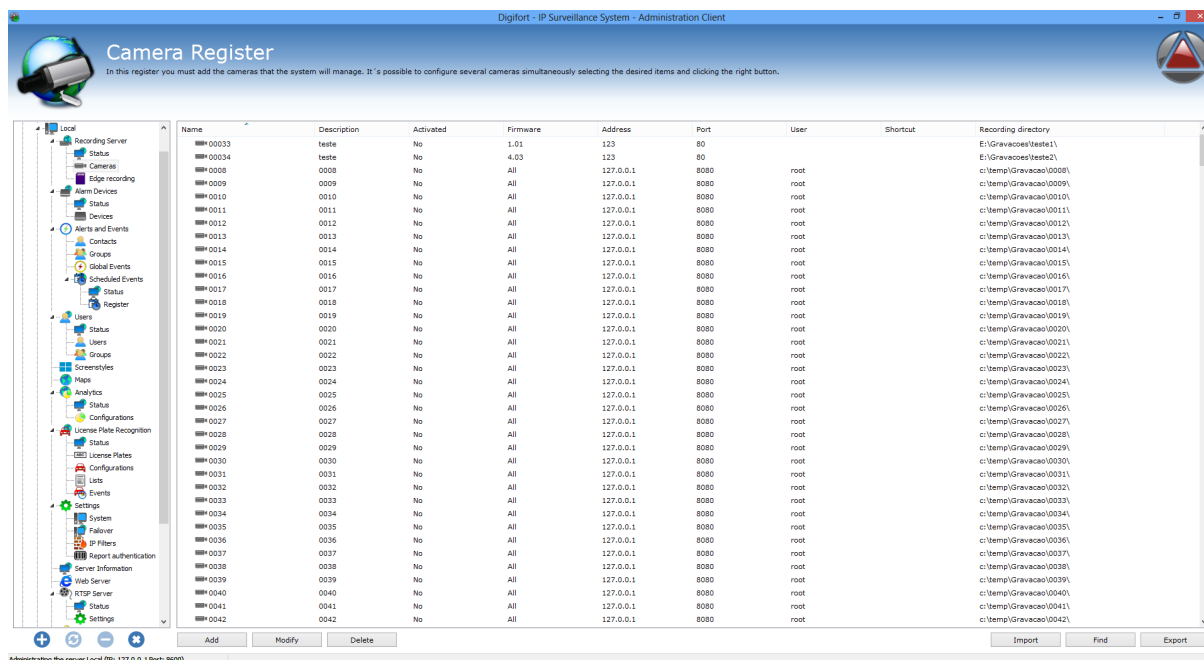 Digifort - IP Surveillance System - Administration Client
Camera Register
In this register you must add the cameras that the system will manage. It´s possible to configure several cameras simultaneously selecting the desired items and clicking the right button.
Local
Recording Server
Status
Cameras
Edge recording
Alarm Devices
Status
Devices
Alerts and Events
Contacts
Groups
Global Events
Scheduled Events
Status
Register
Users
Status
Users
Groups
Screenstyles
Maps
Analytics
Status
Configurations
License Plate Recognition
Status
License Plates
Configurations
Lists
Events
Settings
System
Failover
IP Filters
Report authentication
Server Information
Web Server
RTSP Server
Status
Settings
Name Description Activated Firmware Address Port User Shortcut Recording directory
00033 teste No 1.01 123 80 E:\Gravacoes\teste1\
00034 teste No 4.03 123 80 E:\Gravacoes\teste2\
0008 0008 No All 127.0.0.1 8080 root c:\temp\Gravacao\0008\
0009 0009 No All 127.0.0.1 8080 root c:\temp\Gravacao\0009\
0010 0010 No All 127.0.0.1 8080 root c:\temp\Gravacao\0010\
0011 0011 No All 127.0.0.1 8080 root c:\temp\Gravacao\0011\
0012 0012 No All 127.0.0.1 8080 root c:\temp\Gravacao\0012\
0013 0013 No All 127.0.0.1 8080 root c:\temp\Gravacao\0013\
0014 0014 No All 127.0.0.1 8080 root c:\temp\Gravacao\0014\
0015 0015 No All 127.0.0.1 8080 root c:\temp\Gravacao\0015\
0016 0016 No All 127.0.0.1 8080 root c:\temp\Gravacao\0016\
0017 0017 No All 127.0.0.1 8080 root c:\temp\Gravacao\0017\
0018 0018 No All 127.0.0.1 8080 root c:\temp\Gravacao\0018\
0019 0019 No All 127.0.0.1 8080 root c:\temp\Gravacao\0019\
0020 0020 No All 127.0.0.1 8080 root c:\temp\Gravacao\0020\
0021 0021 No All 127.0.0.1 8080 root c:\temp\Gravacao\0021\
0022 0022 No All 127.0.0.1 8080 root c:\temp\Gravacao\0022\
0023 0023 No All 127.0.0.1 8080 root c:\temp\Gravacao\0023\
0024 0024 No All 127.0.0.1 8080 root c:\temp\Gravacao\0024\
0025 0025 No All 127.0.0.1 8080 root c:\temp\Gravacao\0025\
0026 0026 No All 127.0.0.1 8080 root c:\temp\Gravacao\0026\
0027 0027 No All 127.0.0.1 8080 root c:\temp\Gravacao\0027\
0028 0028 No All 127.0.0.1 8080 root c:\temp\Gravacao\0028\
0029 0029 No All 127.0.0.1 8080 root c:\temp\Gravacao\0029\
0030 0030 No All 127.0.0.1 8080 root c:\temp\Gravacao\0030\
0031 0031 No All 127.0.0.1 8080 root c:\temp\Gravacao\0031\
0032 0032 No All 127.0.0.1 8080 root c:\temp\Gravacao\0032\
0033 0033 No All 127.0.0.1 8080 root c:\temp\Gravacao\0033\
0034 0034 No All 127.0.0.1 8080 root c:\temp\Gravacao\0034\
0035 0035 No All 127.0.0.1 8080 root c:\temp\Gravacao\0035\
0036 0036 No All 127.0.0.1 8080 root c:\temp\Gravacao\0036\
0037 0037 No All 127.0.0.1 8080 root c:\temp\Gravacao\0037\
0038 0038 No All 127.0.0.1 8080 root c:\temp\Gravacao\0038\
0039 0039 No All 127.0.0.1 8080 root c:\temp\Gravacao\0039\
0040 0040 No All 127.0.0.1 8080 root c:\temp\Gravacao\0040\
0041 0041 No All 127.0.0.1 8080 root c:\temp\Gravacao\0041\
0042 0042 No All 127.0.0.1 8080 root c:\temp\Gravacao\0042\
Add Modify Delete Import Find Export
Administrating the server Local (IP: 127.0.0.1 Port: 8600)